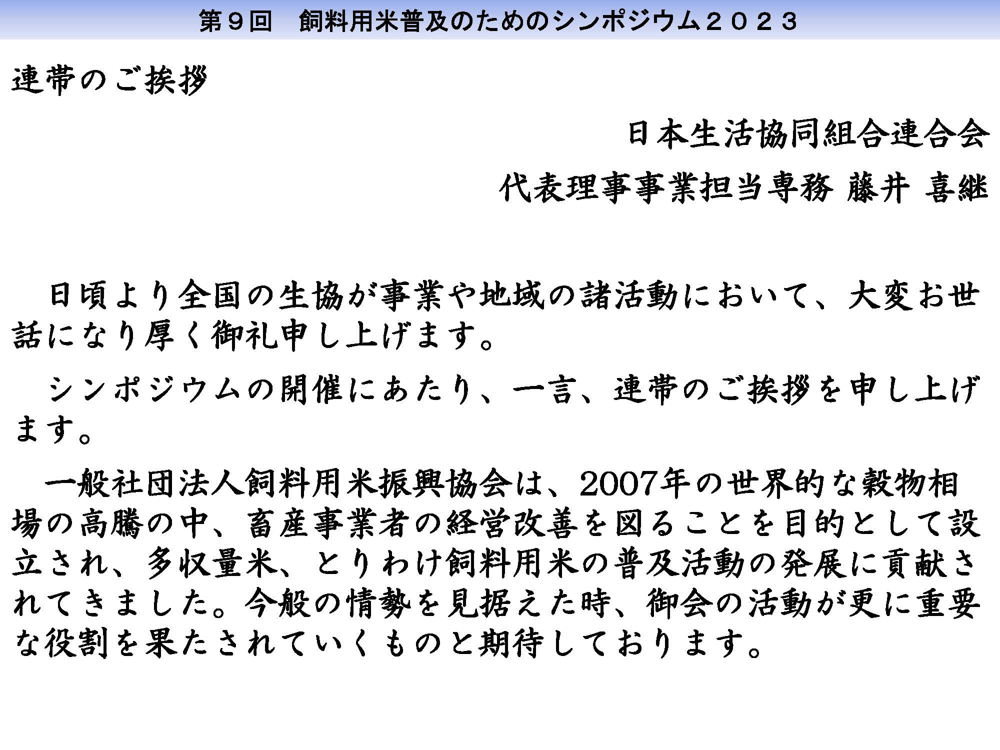 第９回　飼料用米普及のためのシンポジウム２０２３
連帯のご挨拶
日本生活協同組合連合会
代表理事事業担当専務 藤井 喜継
日頃より全国の生協が事業や地域の諸活動において、大変お世
話になり厚く御礼申し上げます。
シンポジウムの開催にあたり、一言、連帯のご挨拶を申し上げ
ます。
一般社団法人飼料用米振興協会は、2007年の世界的な穀物相
場の高騰の中、畜産事業者の経営改善を図ることを目的として設
立され、多収量米、とりわけ飼料用米の普及活動の発展に貢献さ
れてきました。今般の情勢を見据えた時、御会の活動が更に重要
な役割を果たされていくものと期待しております。